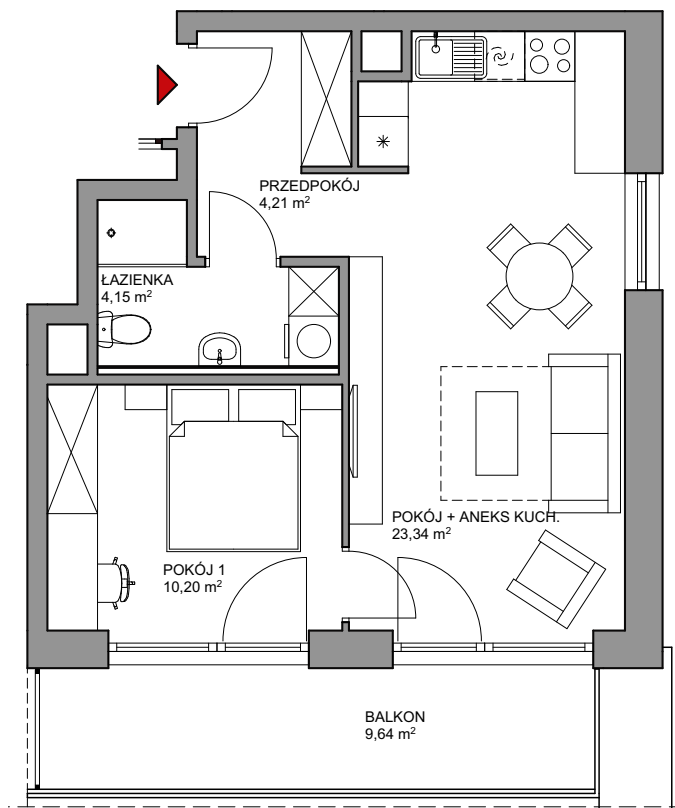 PRZEDPOKÓJ
4,21 m²
ŁAZIENKA
4,15 m²
POKÓJ + ANEKS KUCH.
23,34 m²
POKÓJ 1
10,20 m²
BALKON
9,64 m²